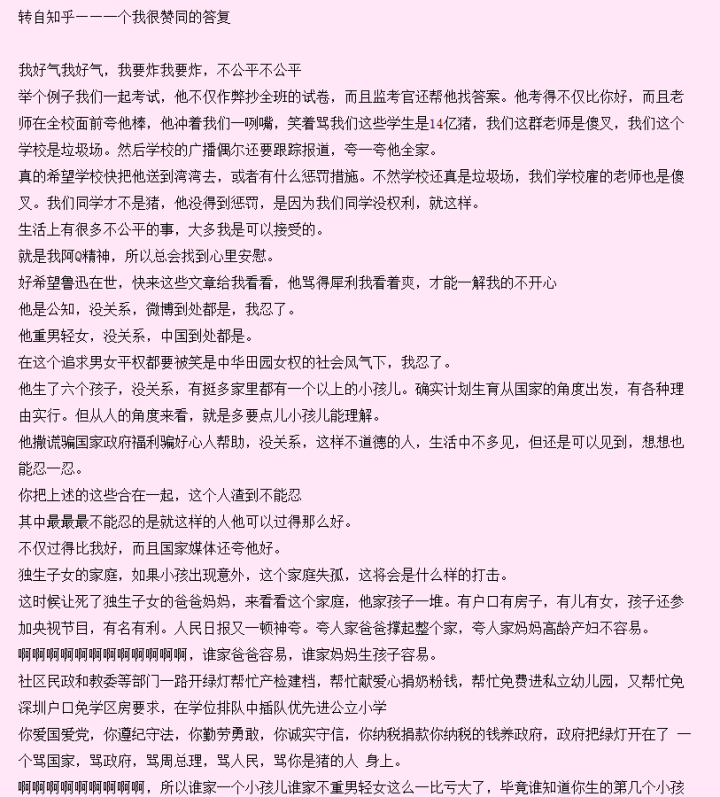 转自知乎———个我很赞同的答复
我好气我好气，我要炸我要炸，不公平不公平
举个例子我们一起考试，他不仅作弊抄全班的试卷，而且监考官还帮他找答案。他考得不仅比你好，而且老
师在全校面前夸他棒，他冲着我们一咧嘴，笑着骂我们这些学生是14亿猪，我们这群老师是傻叉，我们这个
学校是垃圾场。然后学校的广播偶尔还要跟踪报道，夸一夸他全家。
真的希望学校快把他送到湾湾去，或者有什么惩罚措施。不然学校还真是垃圾场，我们学校雇的老师也是傻
叉。我们同学才不是猪，他没得到惩罚，是因为我们同学没权利，就这样。
生活上有很多不公平的事，大多我是可以接受的。
就是我阿Q精神，所以总会找到心里安慰。
好希望鲁迅在世，快来这些文章给我看看，他骂得犀利我看着爽，才能一解我的不开心
他是公知，没关系，微博到处都是，我忍了。
他重男轻女，没关系，中国到处都是。
在这个追求男女平权都要被笑是中华田园女权的社会风气下，我忍了。
他生了六个孩子，没关系，有挺多家里都有一个以上的小孩儿。确实计划生育从国家的角度出发，有各种理
由实行。但从人的角度来看，就是多要点儿小孩儿能理解。
他撒谎骗国家政府福利骗好心人帮助，没关系，这样不道德的人，生活中不多见，但还是可以见到，想想也
能忍一忍。
你把上述的这些合在一起，这个人渣到不能忍
其中最最最不能忍的是就这样的人他可以过得那么好。
不仅过得比我好，而且国家媒体还夸他好。
独生子女的家庭，如果小孩出现意外，这个家庭失孤，这将会是什么样的打击。
这时候让死了独生子女的爸爸妈妈，来看看这个家庭，他家孩子一堆。有户口有房子，有儿有女，孩子还参
加央视节目，有名有利。人民日报又一顿神夸。夸人家爸爸撑起整个家，夸人家妈妈高龄产妇不容易。
啊啊啊啊啊啊啊啊啊啊啊啊，谁家爸爸容易，谁家妈妈生孩子容易。
社区民政和教委等部门一路开绿灯帮忙产检建档，帮忙献爱心捐奶粉钱，帮忙免费进私立幼儿园，又帮忙免
深圳户口免学区房要求，在学位排队中插队优先进公立小学
你爱国爱党，你遵纪守法，你勤劳勇敢，你诚实守信，你纳税捐款你纳税的钱养政府，政府把绿灯开在了 一
个骂国家，骂政府，骂周总理，骂人民，骂你是猪的人 身上。
啊啊啊啊啊啊啊啊啊，所以谁家一个小孩儿谁家不重男轻女这么一比亏大了，毕竟谁知道你生的第几个小孩